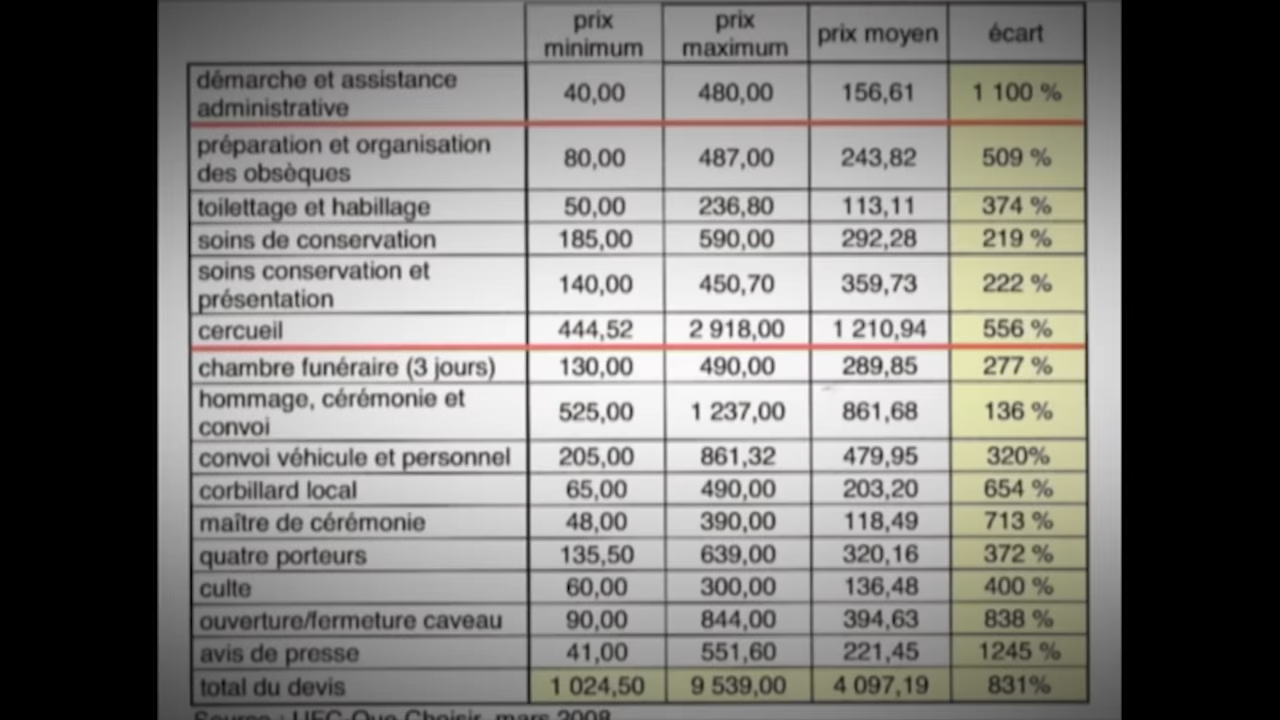 prix minimum prix maximum prix moyen écart
démarche et assistance administrative 40,00 480,00 156,61 1 100 %
préparation et organisation des obsèques 80,00 487,00 243,82 509 %
toilettage et habillage 50,00 236,80 113,11 374 %
soins de conservation 185,00 590,00 292,28 219 %
soins conservation et présentation 140,00 450,70 359,73 222 %
cercueil 444,52 2 918,00 1 210,94 556 %
chambre funéraire (3 jours) 130,00 490,00 289,85 277 %
hommage, cérémonie et convoi 525,00 1 237,00 861,68 136 %
convoi véhicule et personnel 205,00 861,32 479,95 320%
corbillard local 65,00 490,00 203,20 654 %
maître de cérémonie 48,00 390,00 118,49 713 %
quatre porteurs 135,50 639,00 320,16 372 %
culte 60,00 300,00 136,48 400 %
ouverture/fermeture caveau 90,00 844,00 394,63 838 %
avis de presse 41,00 551,60 221,45 1245 %
total du devis 1 024,50 9 539,00 4 097,19 831%
Source : UFC-Que Choisir, mars 2008